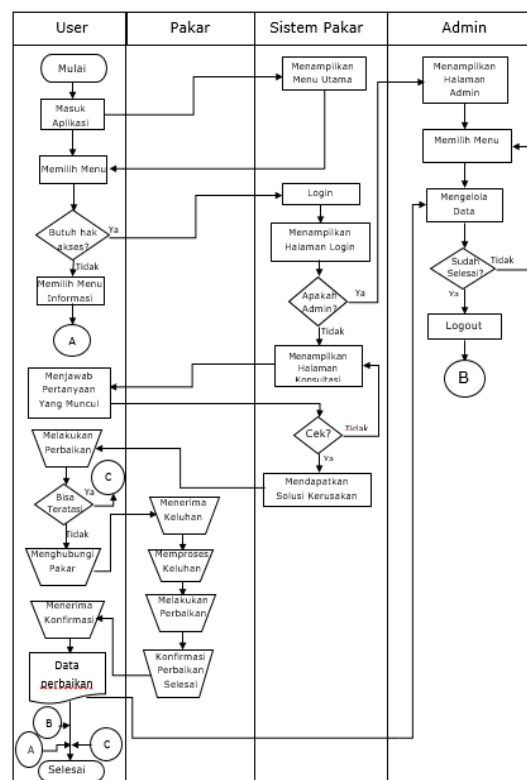 User
Pakar
Sistem Pakar
Admin
Mulai
Masuk
Aplikasi
Memilih Menu
Butuh hak
akses?
Ya
Tidak
Memilih Menu
Informasi
A
Menampilkan
Menu Utama
Login
Menampilkan
Halaman Login
Apakah
Admin?
Ya
Tidak
Menampilkan
Halaman
Konsultasi
Menampilkan
Halaman
Admin
Memilih Menu
Mengelola
Data
Sudah
Selesai?
Tidak
Ya
Logout
B
Menjawab
Pertanyaan
Yang Muncul
Cek?
Tidak
Ya
Mendapatkan
Solusi Kerusakan
Melakukan
Perbaikan
Bisa
Teratasi
Ya
C
Tidak
Menghubungi
Pakar
Menerima
Keluhan
Memproses
Keluhan
Melakukan
Perbaikan
Konfirmasi
Perbaikan
Selesai
Menerima
Konfirmasi
Data
perbaikan
B
A
C
Selesai